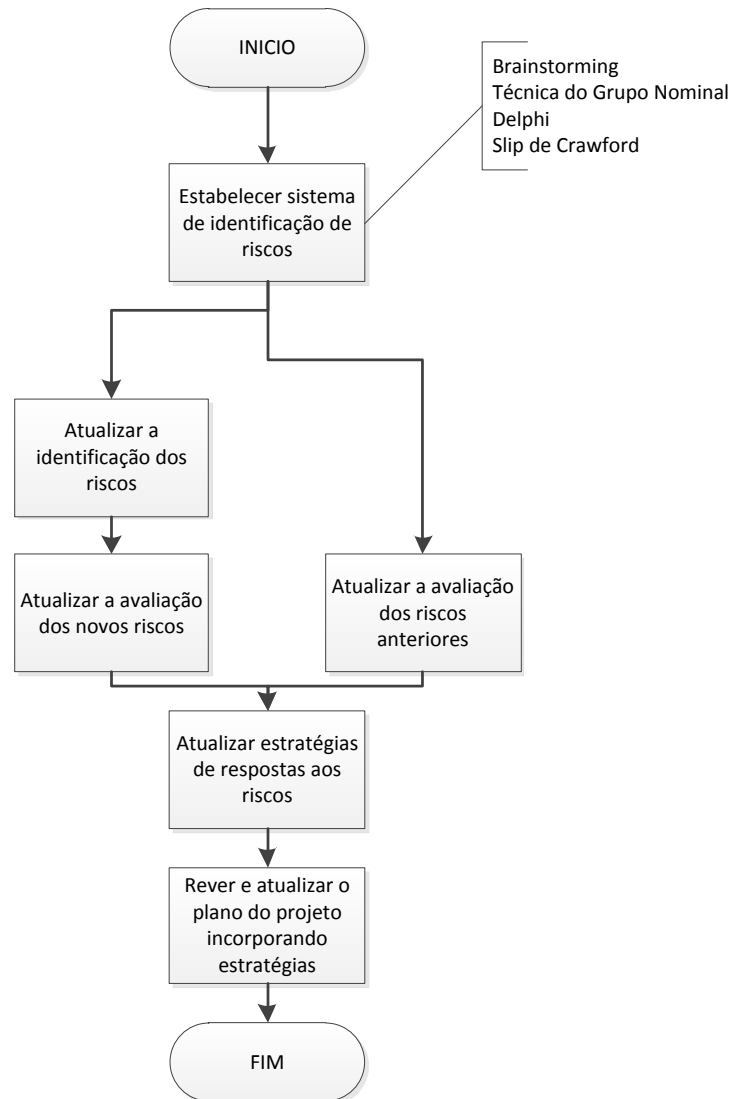 INICIO
Brainstorming
Técnica do Grupo Nominal
Delphi
Slip de Crawford
Estabelecer sistema
de identificação de
riscos
Atualizar a
identificação dos
riscos
Atualizar a avaliação
dos novos riscos
Atualizar a avaliação
dos riscos
anteriores
Atualizar estratégias
de respostas aos
riscos
Rever e atualizar o
plano do projeto
incorporando
estratégias
FIM